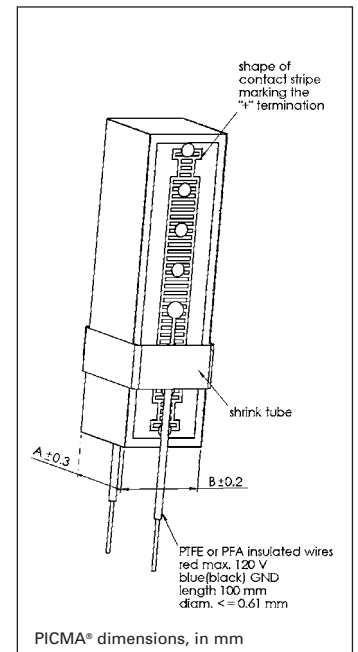 shape of
contact stripe
marking the
"+" termination
shrink tube
A ±0.3
B ±0.2
PTFE or PFA insulated wires
red max. 120 V
blue(black) GND
length 100 mm
diam. <=0.61 mm
PICMA® dimensions, in mm